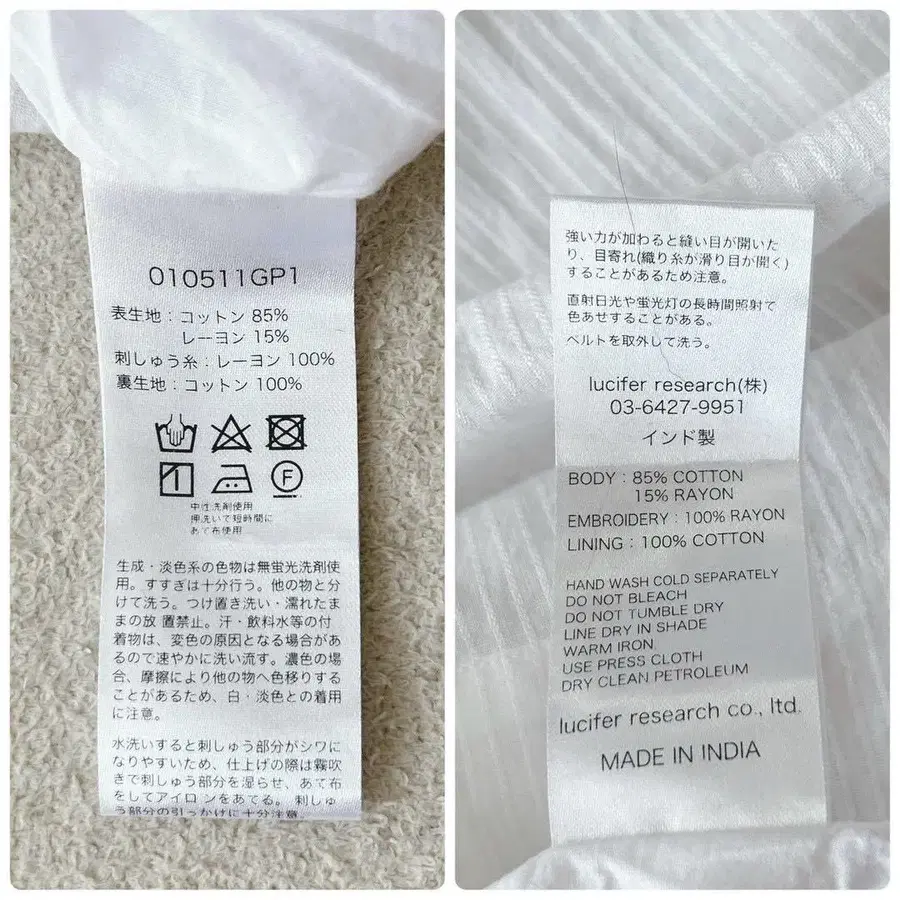 010511GP1
表生地：コットン 85%
レーヨン 15%
刺しゅう糸：レーヨン 100%
裏生地：コットン 100%
F
中性洗剤使用
押洗いで短時間に
あて布使用
生成・淡色系の色物は無蛍光洗剤使
用。すすぎは十分行う。他の物と分
けて洗う。つけ置き洗い・濡れたま
まの放 置禁止。汗・飲料水等の付
着物は、変色の原因となる場合があ
るので速やかに洗い流す。濃色の場
合、摩擦により他の物へ色移りする
ことがあるため、白・淡色との着用
に注意。
水洗いすると刺しゅう部分がシワに
なりやすいため、仕上げの際は霧吹
きで刺しゅう部分を湿らせ、あて布
をしてアイロンをあてる。刺しゅ
う部分の引っかけに十分注意
強い力が加わると縫い目が開いた
り、目寄れ(織り糸が滑り目が開く)
することがあるため注意。
直射日光や蛍光灯の長時間照射で
色あせすることがある。
ベルトを取外して洗う。
lucifer research(株)
03-6427-9951
インド製
BODY : 85% COTTON
15% RAYON
EMBROIDERY : 100% RAYON
LINING : 100% COTTON
HAND WASH COLD SEPARATELY
DO NOT BLEACH
DO NOT TUMBLE DRY
LINE DRY IN SHADE
WARM IRON
USE PRESS CLOTH
DRY CLEAN PETROLEUM
lucifer research co., ltd.
MADE IN INDIA